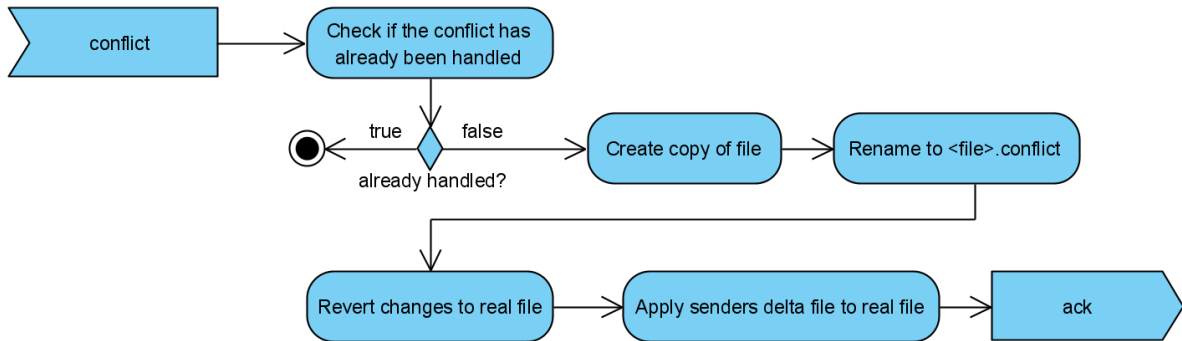 conflict
Check if the conflict has
already been handled
true
false
already handled?
Create copy of file
Rename to <file>.conflict
Revert changes to real file
Apply senders delta file to real file
ack